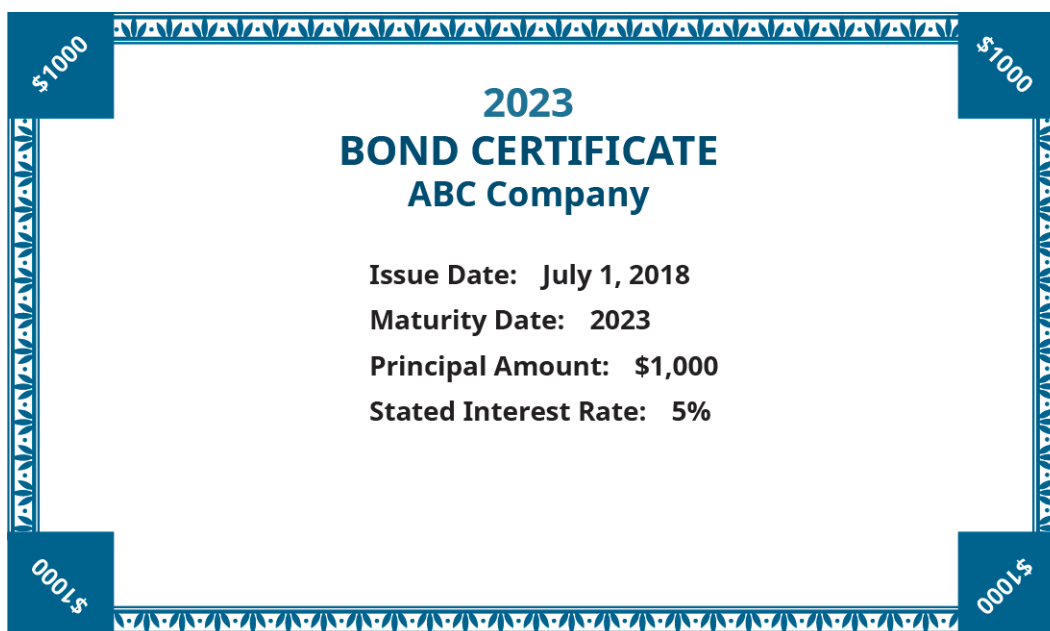 $1000
$1000
2023
BOND CERTIFICATE
ABC Company
Issue Date: July 1, 2018
Maturity Date: 2023
Principal Amount: $1,000
Stated Interest Rate: 5%
$1000
$1000